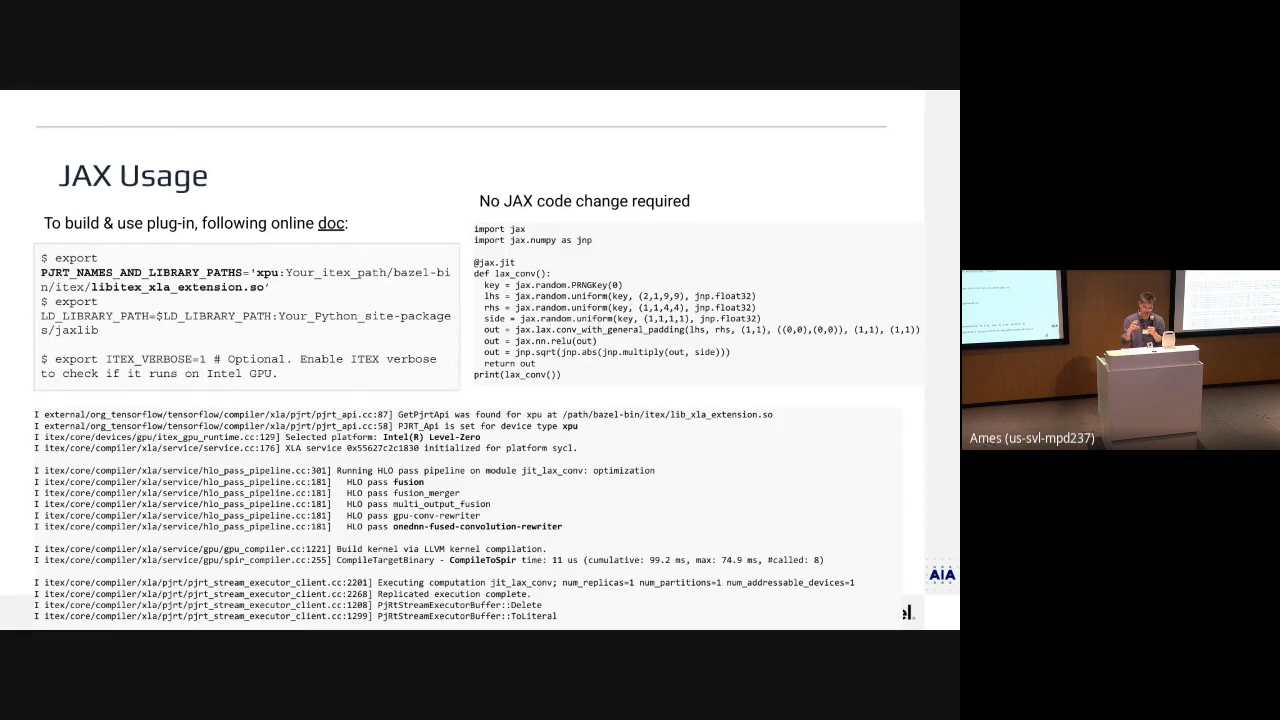 JAX Usage
To build & use plug-in, following online doc:
$ export
PJRT_NAMES_AND_LIBRARY_PATHS='xpu:Your_itex_path/bazel-bi
n/itex/libitex_xla_extension.so’
$ export
LD_LIBRARY_PATH=$LD_LIBRARY_PATH:Your_Python_site-package
s/jaxlib
$ export ITEX_VERBOSE=1 # Optional. Enable ITEX verbose
to check if it runs on Intel GPU.
No JAX code change required
import jax
import jax.numpy as jnp
@jax.jit
def lax_conv():
key = jax.random.PRNGKey(0)
lhs = jax.random.uniform(key, (2,1,9,9), jnp.float32)
rhs = jax.random.uniform(key, (1,1,4,4), jnp.float32)
side = jax.random.uniform(key, (1,1,1,1), jnp.float32)
out = jax.lax.conv_with_general_padding(lhs, rhs, (1,1), ((0,0),(0,0)), (1,1), (1,1))
out = jax.nn.relu(out)
out = jnp.sqrt(jnp.abs(jnp.multiply(out, side)))
return out
print(lax_conv())
I external/org_tensorflow/tensorflow/compiler/xla/pjrt/pjrt_api.cc:87] GetPjrtApi was found for xpu at /path/bazel-bin/itex/lib_xla_extension.so
I external/org_tensorflow/tensorflow/compiler/xla/pjrt/pjrt_api.cc:58] PJRT_Api is set for device type xpu
I itex/core/devices/gpu/itex_gpu_runtime.cc:129] Selected platform: Intel(R) Level-Zero
I itex/core/compiler/xla/service/service.cc:176] XLA service 0x55627c2c1830 initialized for platform sycl.
I itex/core/compiler/xla/service/hlo_pass_pipeline.cc:301] Running HLO pass pipeline on module jit_lax_conv: optimization
I itex/core/compiler/xla/service/hlo_pass_pipeline.cc:181] HLO pass fusion
I itex/core/compiler/xla/service/hlo_pass_pipeline.cc:181] HLO pass fusion_merger
I itex/core/compiler/xla/service/hlo_pass_pipeline.cc:181] HLO pass multi_output_fusion
I itex/core/compiler/xla/service/hlo_pass_pipeline.cc:181] HLO pass gpu-conv-rewriter
I itex/core/compiler/xla/service/hlo_pass_pipeline.cc:181] HLO pass onednn-fused-convolution-rewriter
I itex/core/compiler/xla/service/gpu/gpu_compiler.cc:1221] Build kernel via LLVM kernel compilation.
I itex/core/compiler/xla/service/gpu/spir_compiler.cc:255] CompileTargetBinary - CompileToSpir time: 11 us (cumulative: 99.2 ms, max: 74.9 ms, #called: 8)
I itex/core/compiler/xla/pjrt/pjrt_stream_executor_client.cc:2201] Executing computation jit_lax_conv; num_replicas=1 num_partitions=1 num_addressable_devices=1
I itex/core/compiler/xla/pjrt/pjrt_stream_executor_client.cc:2268] Replicated execution complete.
I itex/core/compiler/xla/pjrt/pjrt_stream_executor_client.cc:1208] PjRtStreamExecutorBuffer::Delete
I itex/core/compiler/xla/pjrt/pjrt_stream_executor_client.cc:1299] PjRtStreamExecutorBuffer::ToLiteral
AIA
el.
Ames (us-svl-mpd237)